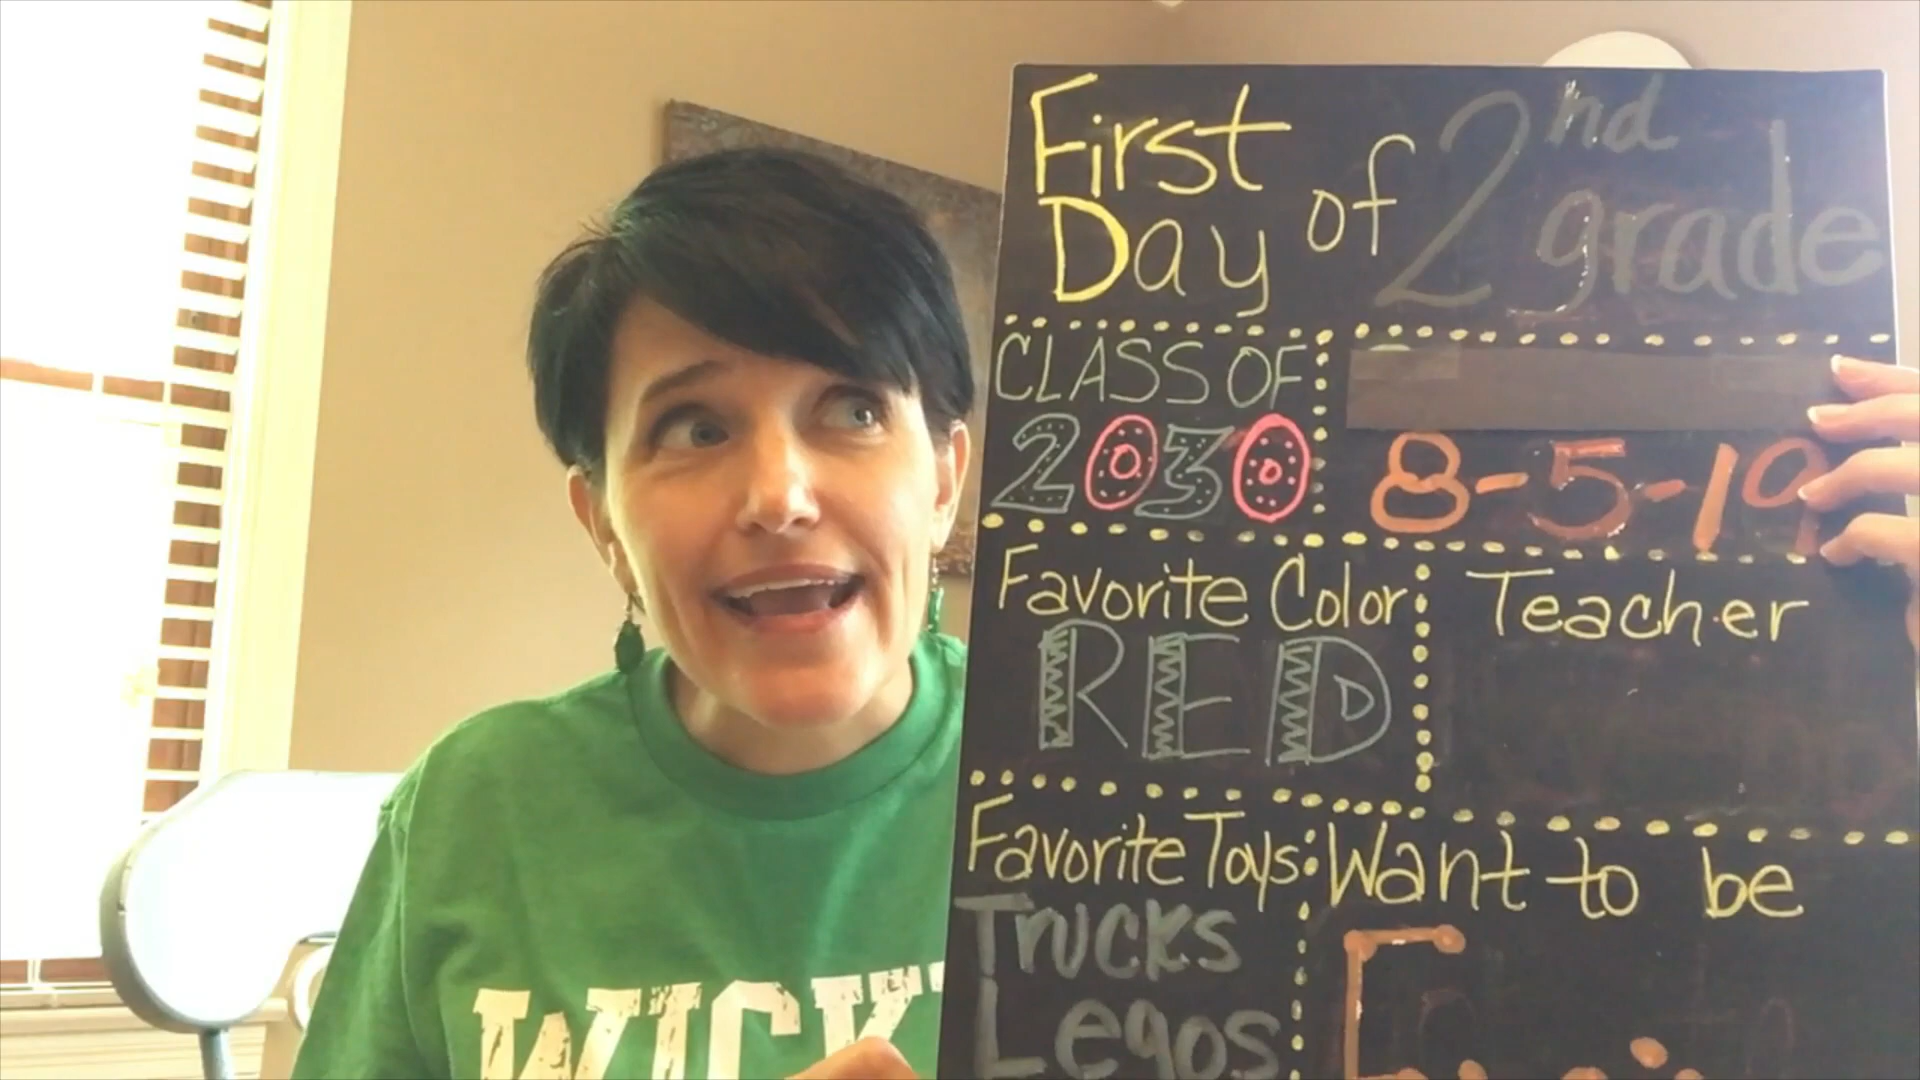 First
Day of 2nd grade
CLASS OF
2030
8-5-19
Favorite Color
RED
Teacher
Favorite Toys
Trucks
Legos
Want to be